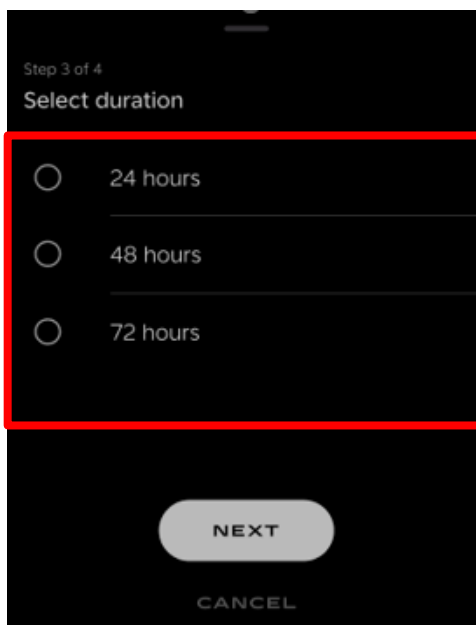 Step 3 of 4
Select duration
24 hours
48 hours
72 hours
NEXT
CANCEL